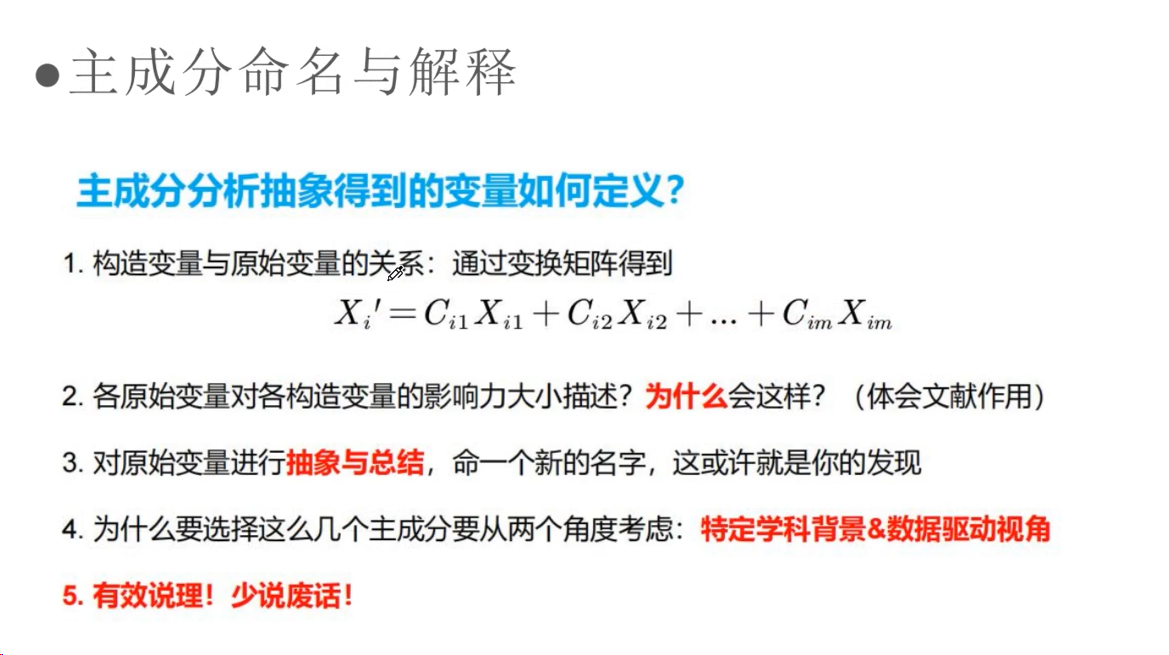 ●主成分命名与解释
主成分分析抽象得到的变量如何定义？
1. 构造变量与原始变量的关系：通过变换矩阵得到
X_i' = C_{i1} X_{i1} + C_{i2} X_{i2} + ... + C_{im} X_{im}
2. 各原始变量对各构造变量的影响力大小描述？为什么会这样？（体会文献作用）
3. 对原始变量进行抽象与总结，命一个新的名字，这或许就是你的发现
4. 为什么要选择这么几个主成分要从两个角度考虑：特定学科背景&数据驱动视角
5. 有效说理！少说废话！